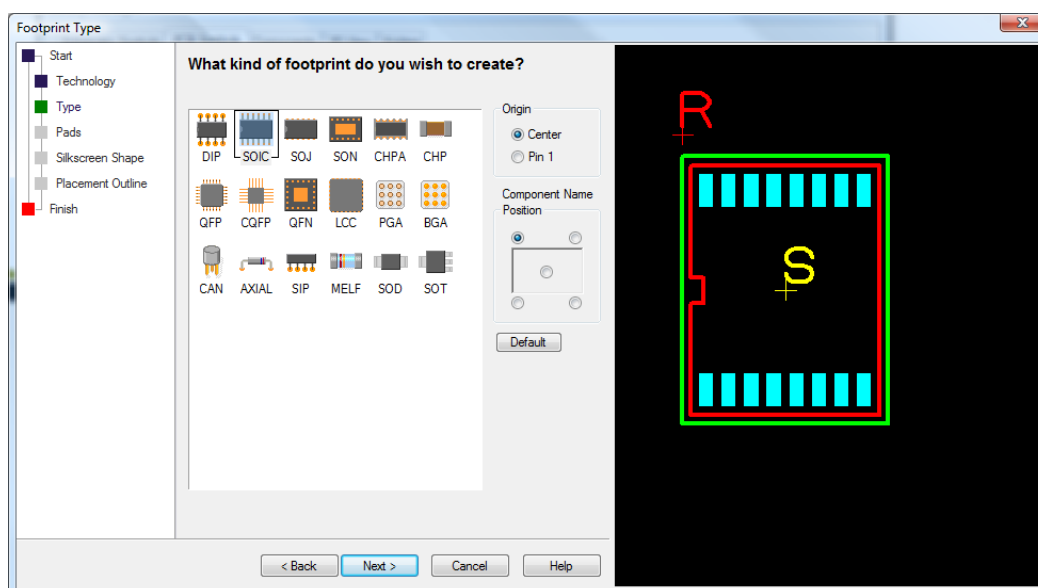 Footprint Type
Start
Technology
Type
Pads
Silkscreen Shape
Placement Outline
Finish
What kind of footprint do you wish to create?
DIP SOIC SOJ SON CHPA CHP
QFP CQFP QFN LCC PGA BGA
CAN AXIAL SIP MELF SOD SOT
Origin
Center
Pin 1
Component Name
Position
Default
R
S
< Back Next > Cancel Help